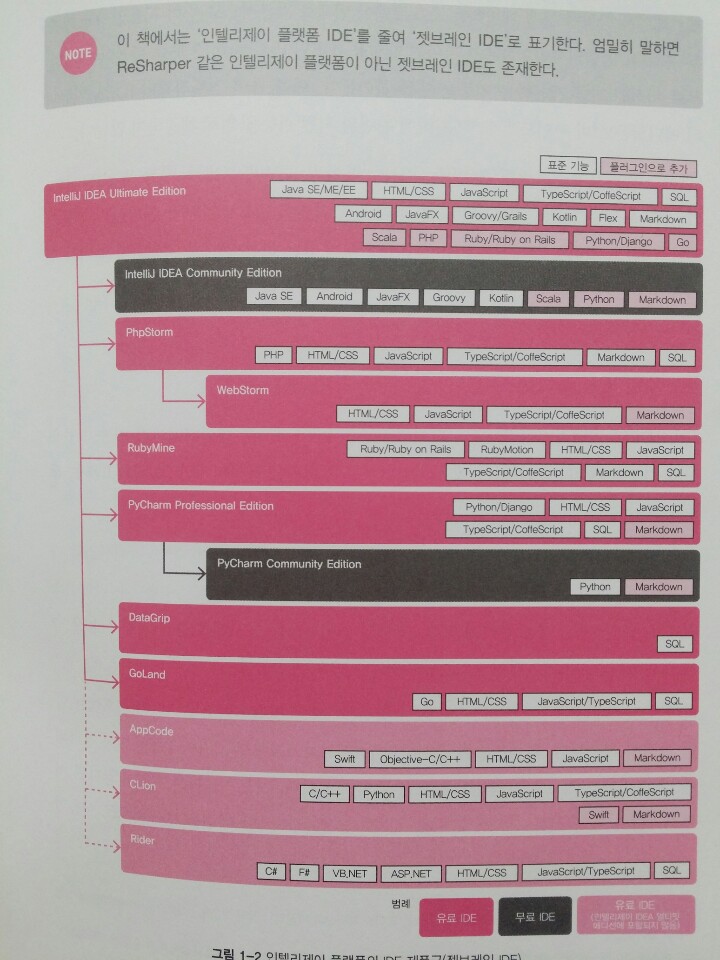 NOTE
이 책에서는 '인텔리제이 플랫폼 IDE'를 줄여 '젯브레인 IDE'로 표기한다. 엄밀히 말하면
ReSharper 같은 인텔리제이 플랫폼이 아닌 젯브레인 IDE도 존재한다.
표준 기능 플러그인으로 추가
IntelliJ IDEA Ultimate Edition
Java SE/ME/EE HTML/CSS JavaScript TypeScript/CoffeScript SQL
Android JavaFX Groovy/Grails Kotlin Flex Markdown
Scala PHP Ruby/Ruby on Rails Python/Django Go
IntelliJ IDEA Community Edition
Java SE Android JavaFX Groovy Kotlin Scala Python Markdown
PhpStorm
PHP HTML/CSS JavaScript TypeScript/CoffeScript Markdown SQL
WebStorm
HTML/CSS JavaScript TypeScript/CoffeScript Markdown
RubyMine
Ruby/Ruby on Rails RubyMotion HTML/CSS JavaScript
TypeScript/CoffeScript Markdown SQL
PyCharm Professional Edition
Python/Django HTML/CSS JavaScript
TypeScript/CoffeScript SQL Markdown
PyCharm Community Edition
Python Markdown
DataGrip
SQL
GoLand
Go HTML/CSS JavaScript/TypeScript SQL
AppCode
Swift Objective-C/C++ HTML/CSS JavaScript Markdown
CLion
C/C++ Python HTML/CSS JavaScript TypeScript/CoffeScript
Swift Markdown
Rider
C# F# VB.NET ASP.NET HTML/CSS JavaScript/TypeScript SQL
범례
유료 IDE
무료 IDE
유료 IDE
(인텔리제이 IDEA 얼티밋
에디션에 포함되지 않음)
그림 1-2 인텔리제이 플랫폼의 IDE 제품군(젯브레인 IDE)